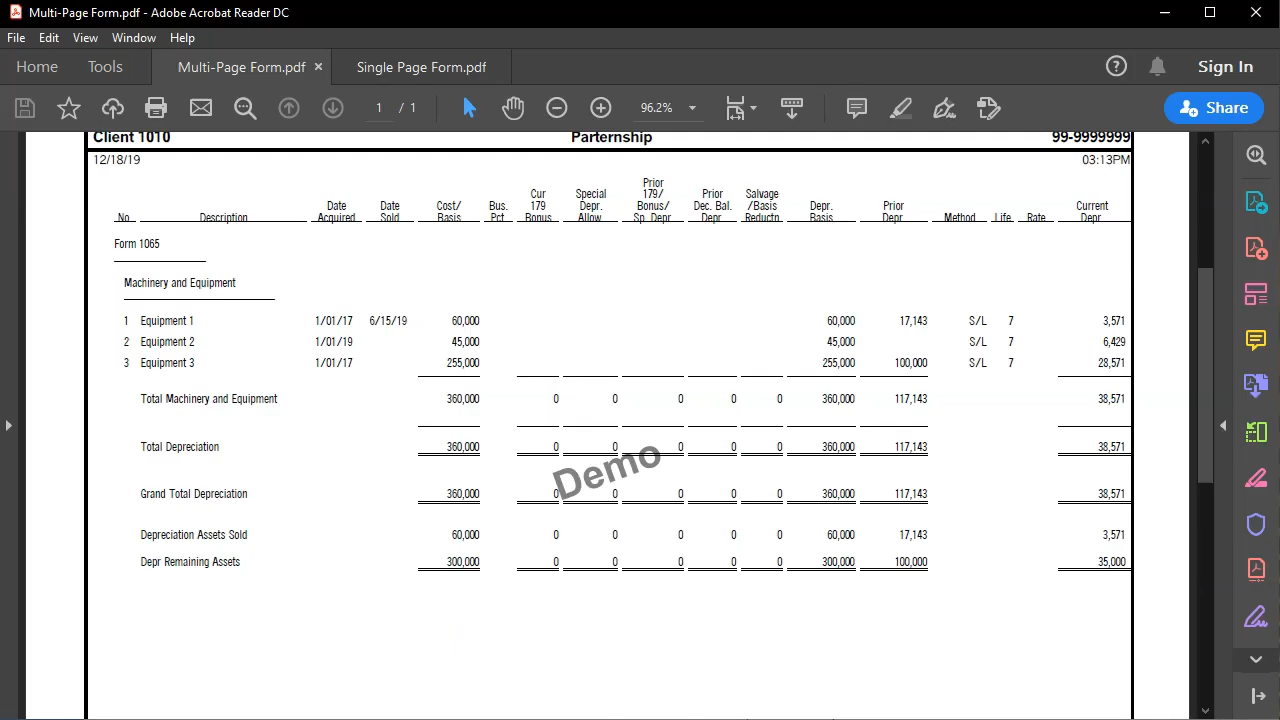 Multi-Page Form.pdf - Adobe Acrobat Reader DC
File Edit View Window Help
Home Tools Multi-Page Form.pdf × Single Page Form.pdf Sign In
1 / 1 96.2% Share
Client 1010 Parternship 99-9999999
12/18/19 03:13PM
Prior
Cur Special 179/ Prior Salvage
Date Date Cost/ Bus. 179 Depr. Bonus/ Dec. Bal. /Basis Depr. Prior Current
No. Description Acquired Sold Basis Pct. Bonus Allow Sp. Depr. Depr. Reductn Basis Depr. Method Life Rate Depr.
Form 1065
Machinery and Equipment
1 Equipment 1 1/01/17 6/15/19 60,000 60,000 17,143 S/L 7 3,571
2 Equipment 2 1/01/19 45,000 45,000 S/L 7 6,429
3 Equipment 3 1/01/17 255,000 255,000 100,000 S/L 7 28,571
Total Machinery and Equipment 360,000 0 0 0 0 0 360,000 117,143 38,571
Total Depreciation 360,000 0 0 0 0 0 360,000 117,143 38,571
Demo
Grand Total Depreciation 360,000 0 0 0 0 0 360,000 117,143 38,571
Depreciation Assets Sold 60,000 0 0 0 0 0 60,000 17,143 3,571
Depr Remaining Assets 300,000 0 0 0 0 0 300,000 100,000 35,000